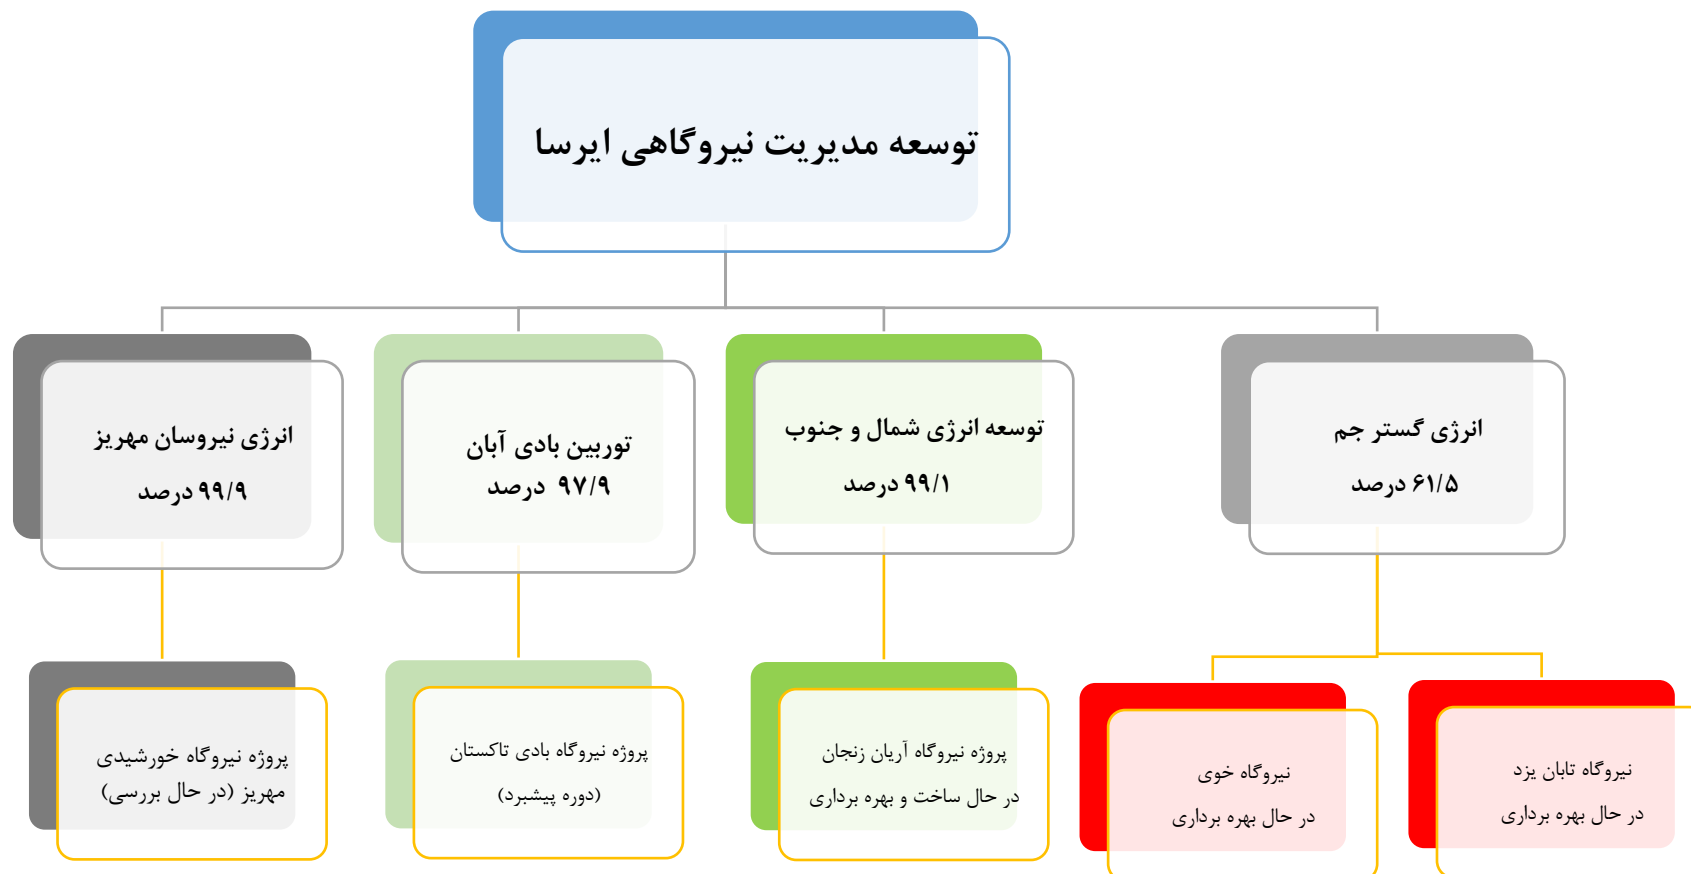 توسعه مدیریت نیروگاهی ایرسا
انرژی گستر جم
۶۱/۵ درصد
توسعه انرژی شمال و جنوب
۹۹/۱ درصد
توربین بادی آبان
۹۷/۹ درصد
انرژی نیروسان مهریز
۹۹/۹ درصد
نیروگاه تابان یزد
در حال بهره برداری
نیروگاه خوی
در حال بهره برداری
پروژه نیروگاه آریان زنجان
در حال ساخت و بهره برداری
پروژه نیروگاه بادی تاکستان
(دوره پیشبرد)
پروژه نیروگاه خورشیدی
مهریز (در حال بررسی)